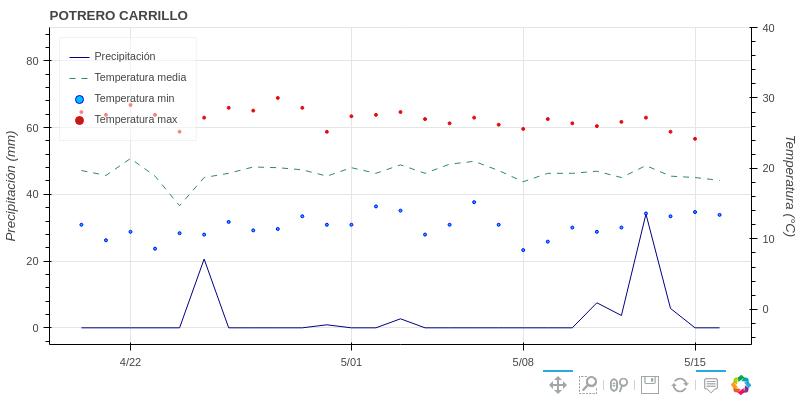 POTRERO CARRILLO
Precipitación
Temperatura media
Temperatura min
Temperatura max
Precipitación (mm)
80
60
40
20
0
Temperatura (°C)
40
30
20
10
0
4/22
5/01
5/08
5/15